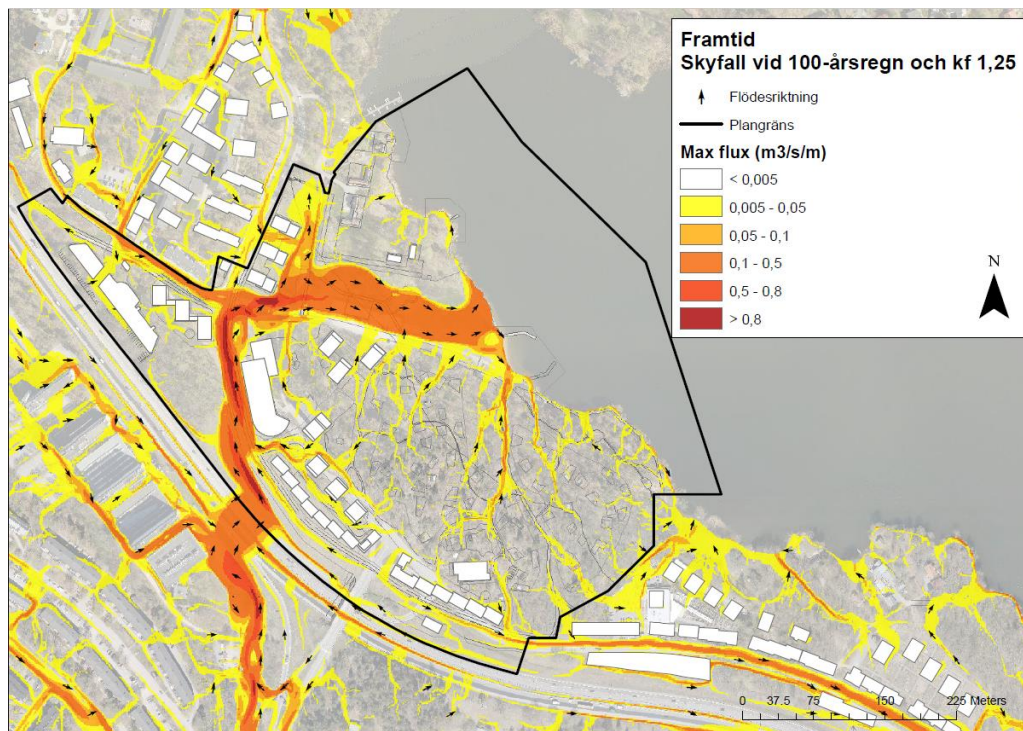 Framtid
Skyfall vid 100-årsregn och kf 1,25
Flödesriktning
Plangräns
Max flux (m3/s/m)
< 0,005
0,005 - 0,05
0,05 - 0,1
0,1 - 0,5
0,5 - 0,8
> 0,8
N
0 37.5 75 150 225 Meters